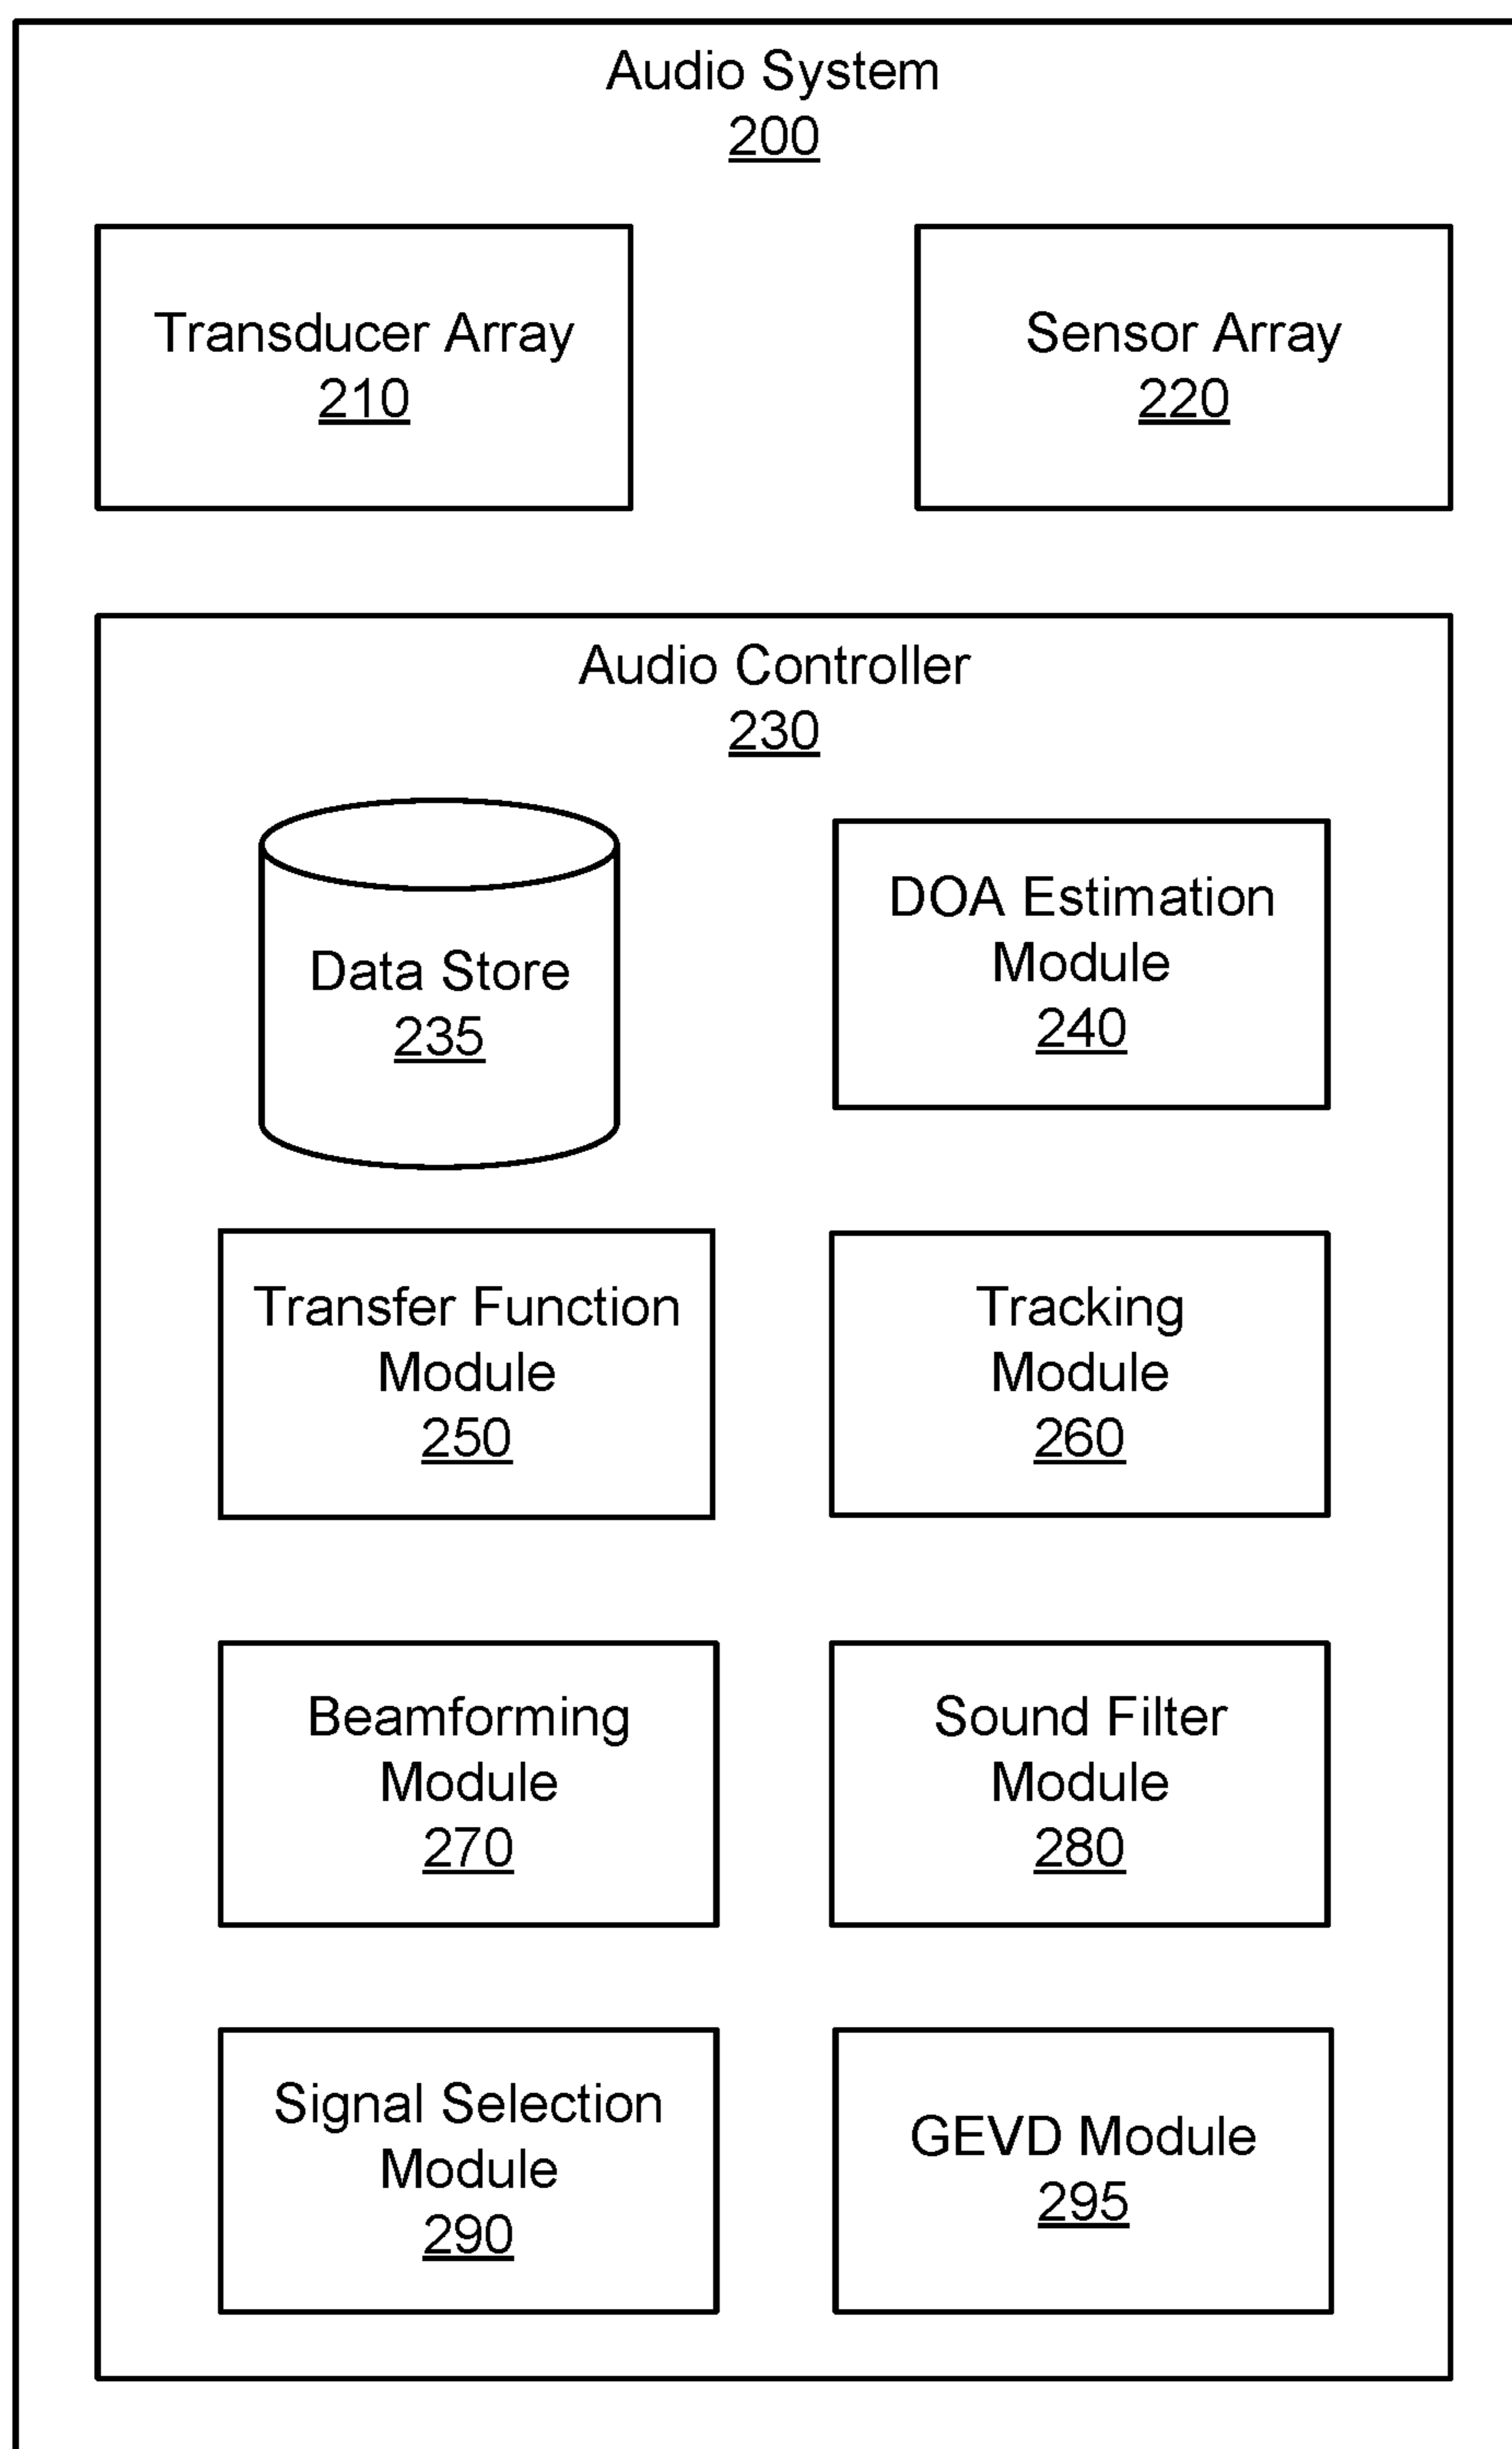 Audio System
200
Transducer Array
210
Sensor Array
220
Audio Controller
230
Data Store
235
DOA Estimation
Module
240
Transfer Function
Module
250
Tracking
Module
260
Beamforming
Module
270
Sound Filter
Module
280
Signal Selection
Module
290
GEVD Module
295